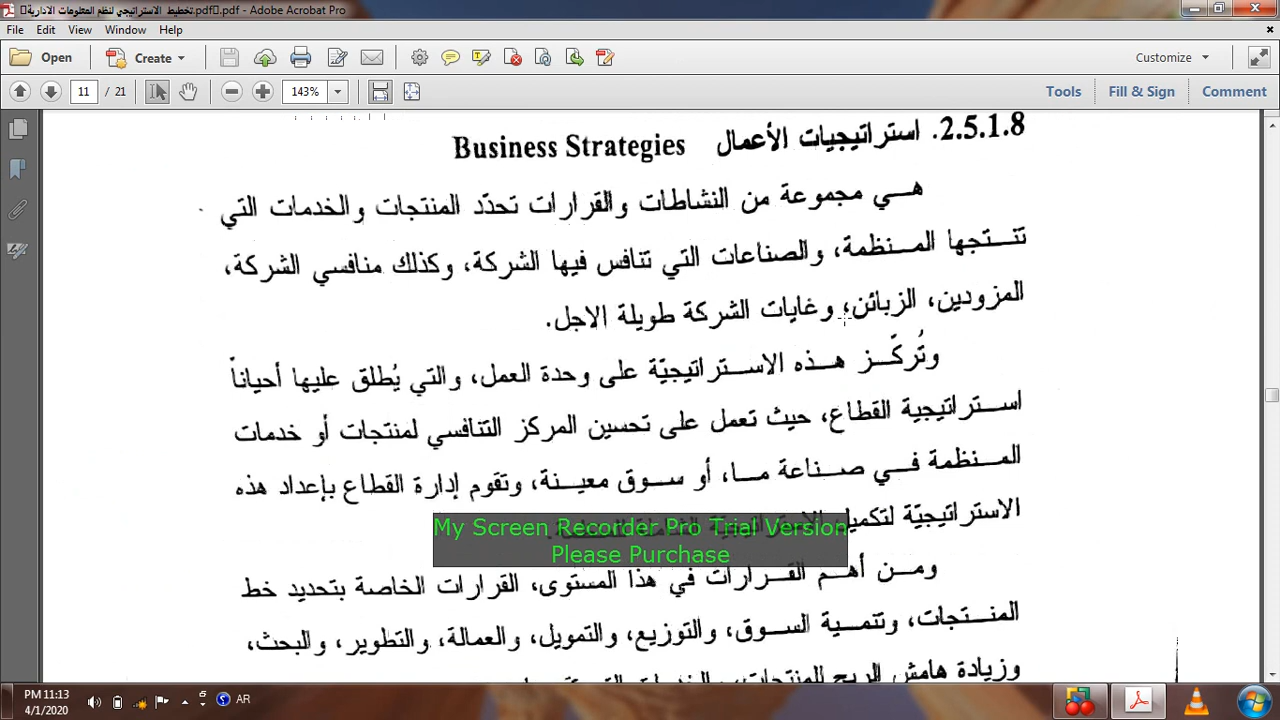 تخطيط الاستراتيجي لنظم المعلومات الادارية.pdf.pdf - Adobe Acrobat Pro
File Edit View Window Help
Open Create Customize
11 / 21 143% Tools Fill & Sign Comment
2.5.1.8. استراتيجيات الأعمال Business Strategies
هي مجموعة من النشاطات والقرارات تحدّد المنتجات والخدمات التي
تنتجها المنظمة، والصناعات التي تنافس فيها الشركة، وكذلك منافسي الشركة،
المزودين، الزبائن، وغايات الشركة طويلة الاجل.
وتُركّز هذه الاستراتيجيّة على وحدة العمل، والتي يُطلق عليها أحياناً
استراتيجية القطاع، حيث تعمل على تحسين المركز التنافسي لمنتجات أو خدمات
المنظمة في صناعة ما، أو سوق معينة، وتقوم إدارة القطاع بإعداد هذه
الاستراتيجيّة لتكميل
My Screen Recorder Pro Trial Version
Please Purchase
ومن أهم القرارات في هذا المستوى، القرارات الخاصة بتحديد خط
المنتجات، وتنمية السوق، والتوزيع، والتمويل، والعمالة، والتطوير، والبحث،
وزيادة هامش الربح للمنتجات،
PM 11:13
4/1/2020
AR